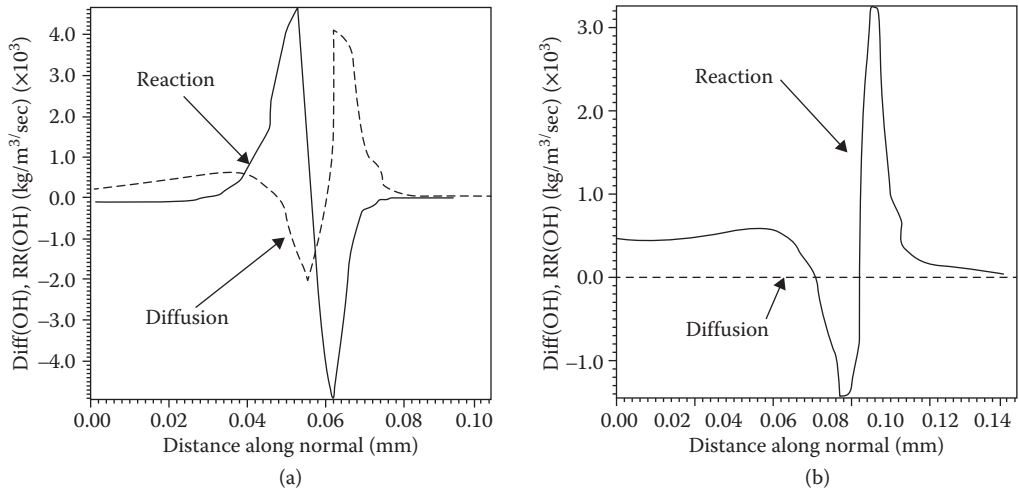 Diff(OH), RR(OH) (kg/m³/sec) (×10³)
4.0
3.0
2.0
1.0
0.0
−1.0
−2.0
−3.0
−4.0
Reaction
Diffusion
0.00 0.02 0.04 0.06 0.08 0.10
Distance along normal (mm)
(a)
Diff(OH), RR(OH) (kg/m³/sec) (×10³)
3.0
2.0
1.0
0.0
−1.0
Reaction
Diffusion
0.00 0.04 0.06 0.08 0.10 0.12 0.14
Distance along normal (mm)
(b)